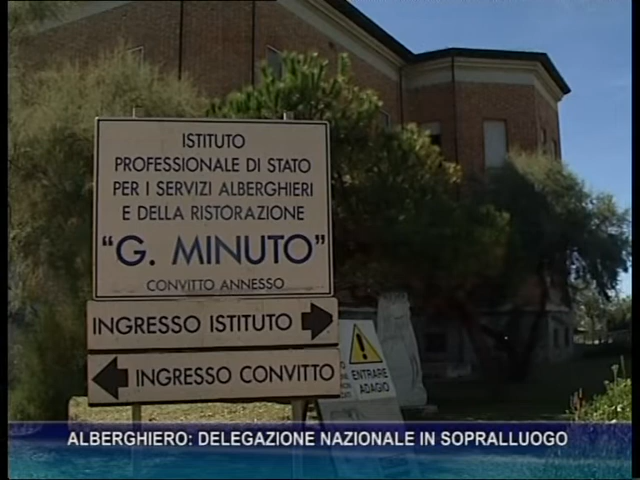 ISTITUTO
PROFESSIONALE DI STATO
PER I SERVIZI ALBERGHIERI
E DELLA RISTORAZIONE
"G. MINUTO"
CONVITTO ANNESSO
INGRESSO ISTITUTO
INGRESSO CONVITTO
ENTRARE
ADAGIO
ALBERGHIERO: DELEGAZIONE NAZIONALE IN SOPRALLUOGO